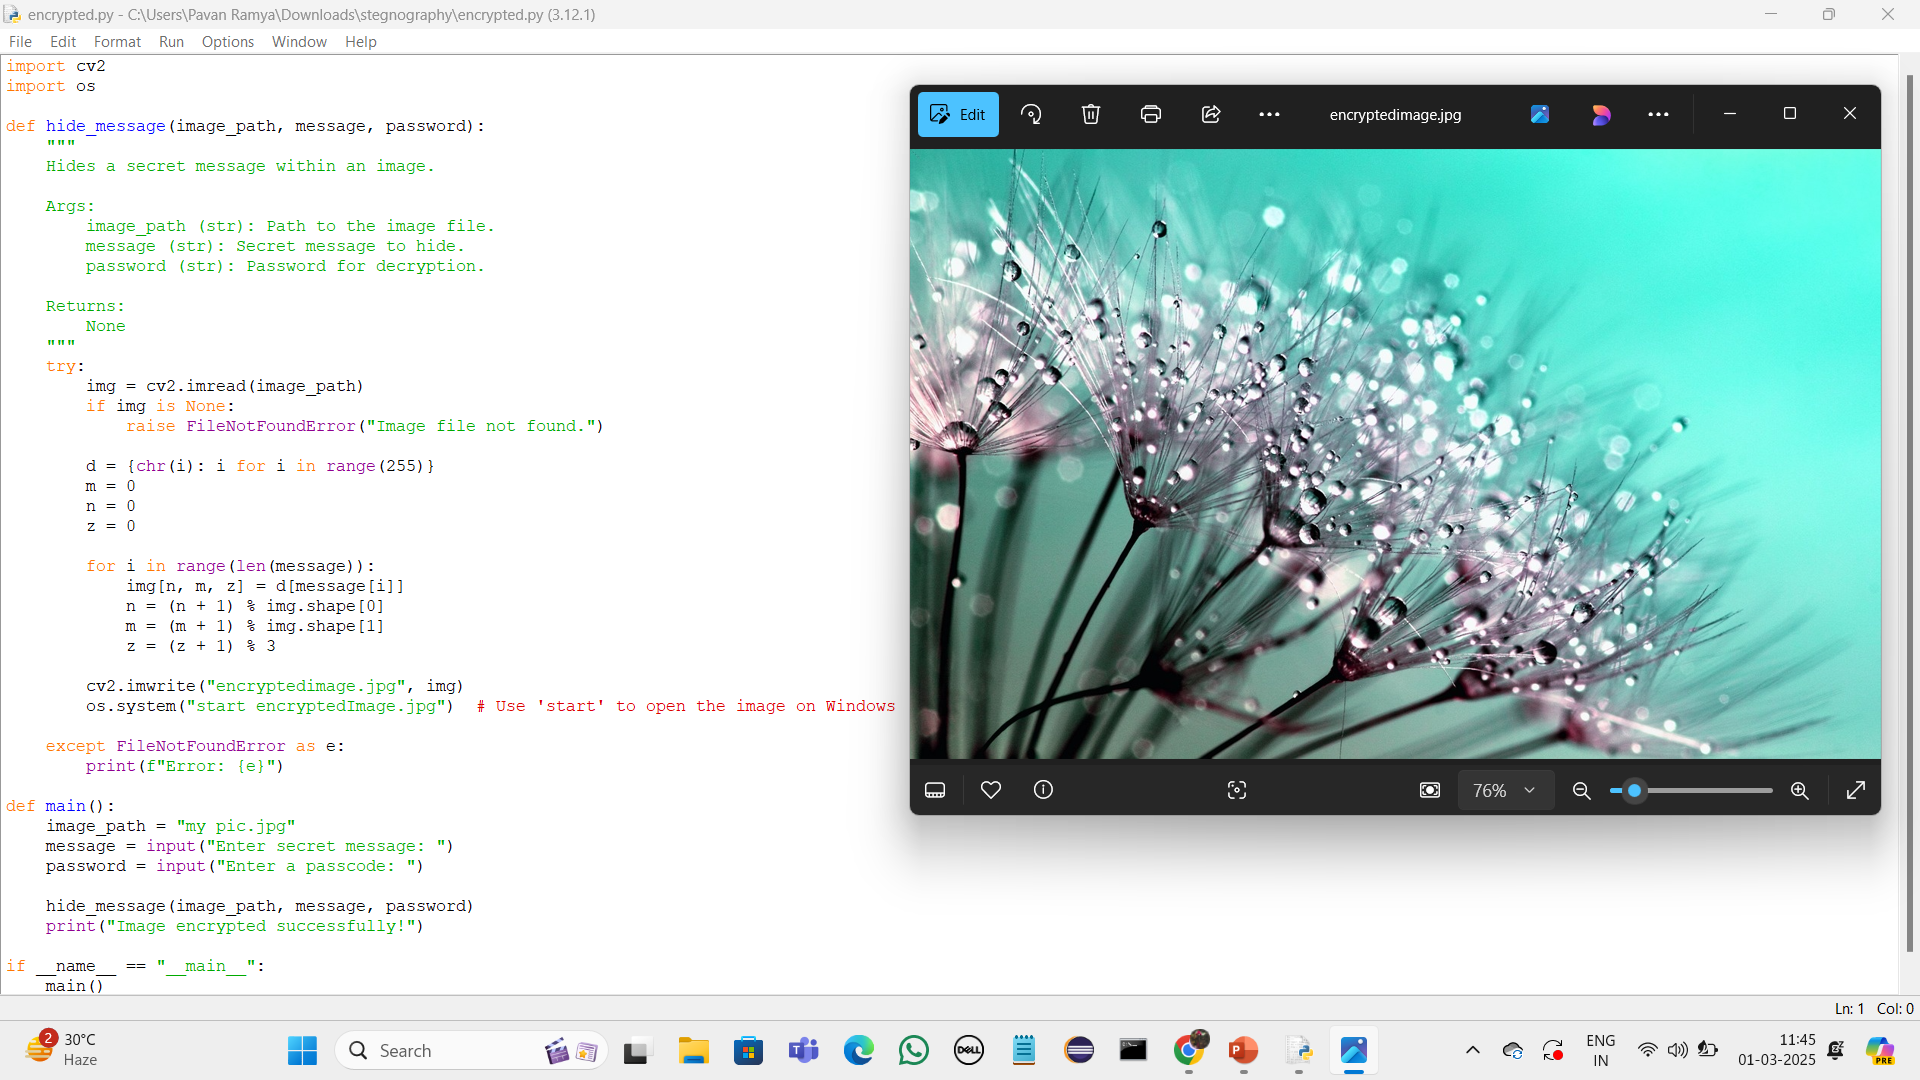 encrypted.py - C:\Users\Pavan Ramya\Downloads\stegnography\encrypted.py (3.12.1)
File Edit Format Run Options Window Help
import cv2
import os
def hide_message(image_path, message, password):
    """
    Hides a secret message within an image.
    Args:
        image_path (str): Path to the image file.
        message (str): Secret message to hide.
        password (str): Password for decryption.
    Returns:
        None
    """
    try:
        img = cv2.imread(image_path)
        if img is None:
            raise FileNotFoundError("Image file not found.")
        d = {chr(i): i for i in range(255)}
        m = 0
        n = 0
        z = 0
        for i in range(len(message)):
            img[n, m, z] = d[message[i]]
            n = (n + 1) % img.shape[0]
            m = (m + 1) % img.shape[1]
            z = (z + 1) % 3
        cv2.imwrite("encryptedimage.jpg", img)
        os.system("start encryptedImage.jpg")  # Use 'start' to open the image on Windows
    except FileNotFoundError as e:
        print(f"Error: {e}")
def main():
    image_path = "my pic.jpg"
    message = input("Enter secret message: ")
    password = input("Enter a passcode: ")
    hide_message(image_path, message, password)
    print("Image encrypted successfully!")
if __name__ == "__main__":
    main()
Edit
encryptedimage.jpg
76%
Ln: 1 Col: 0
2
30°C
Haze
Search
DELL
P
ENG
IN
11:45
01-03-2025
PRE